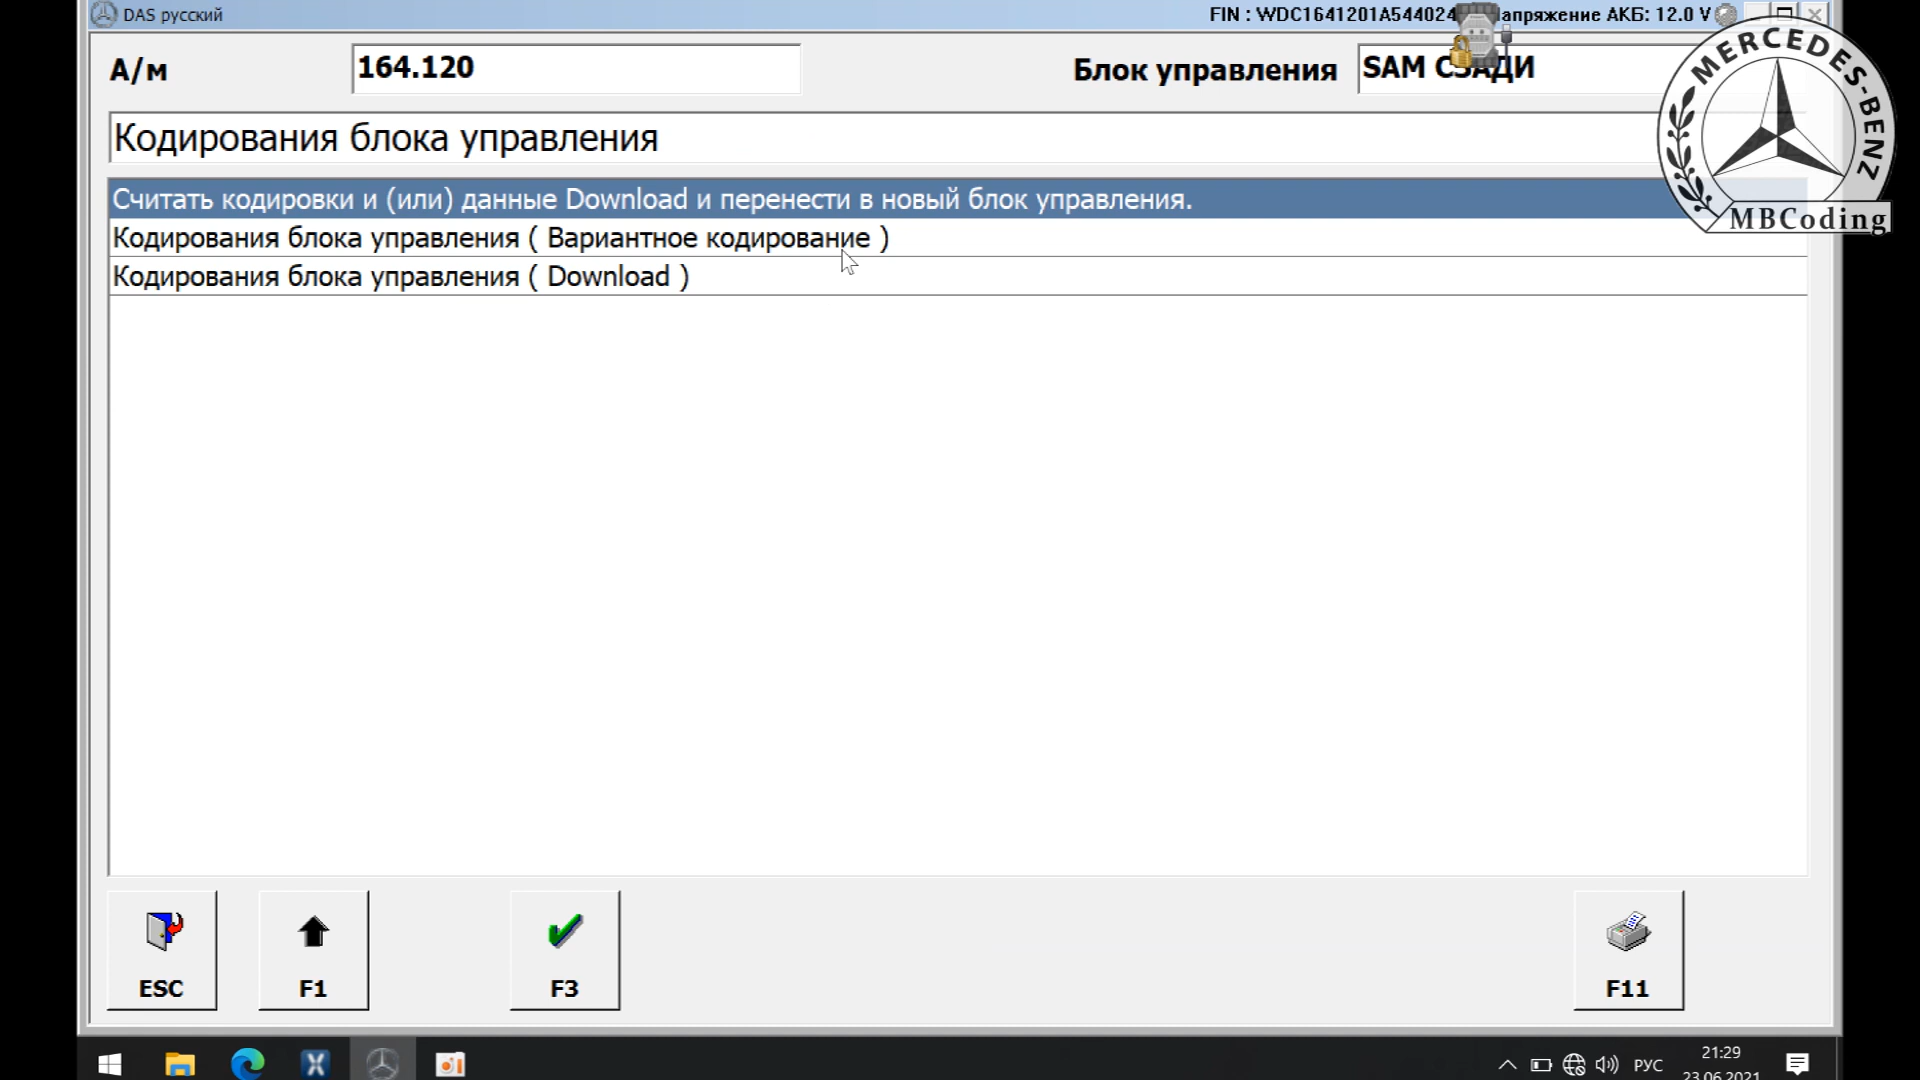 DAS русский
FIN : WDC1641201A544024
апряжение АКБ: 12.0 V
А/м
164.120
Блок управления
SAM СЗАДИ
MERCEDES-BENZ
MBCoding
Кодирования блока управления
Считать кодировки и (или) данные Download и перенести в новый блок управления.
Кодирования блока управления ( Вариантное кодирование )
Кодирования блока управления ( Download )
ESC
F1
F3
F11
РУС
21:29
23.06.2021